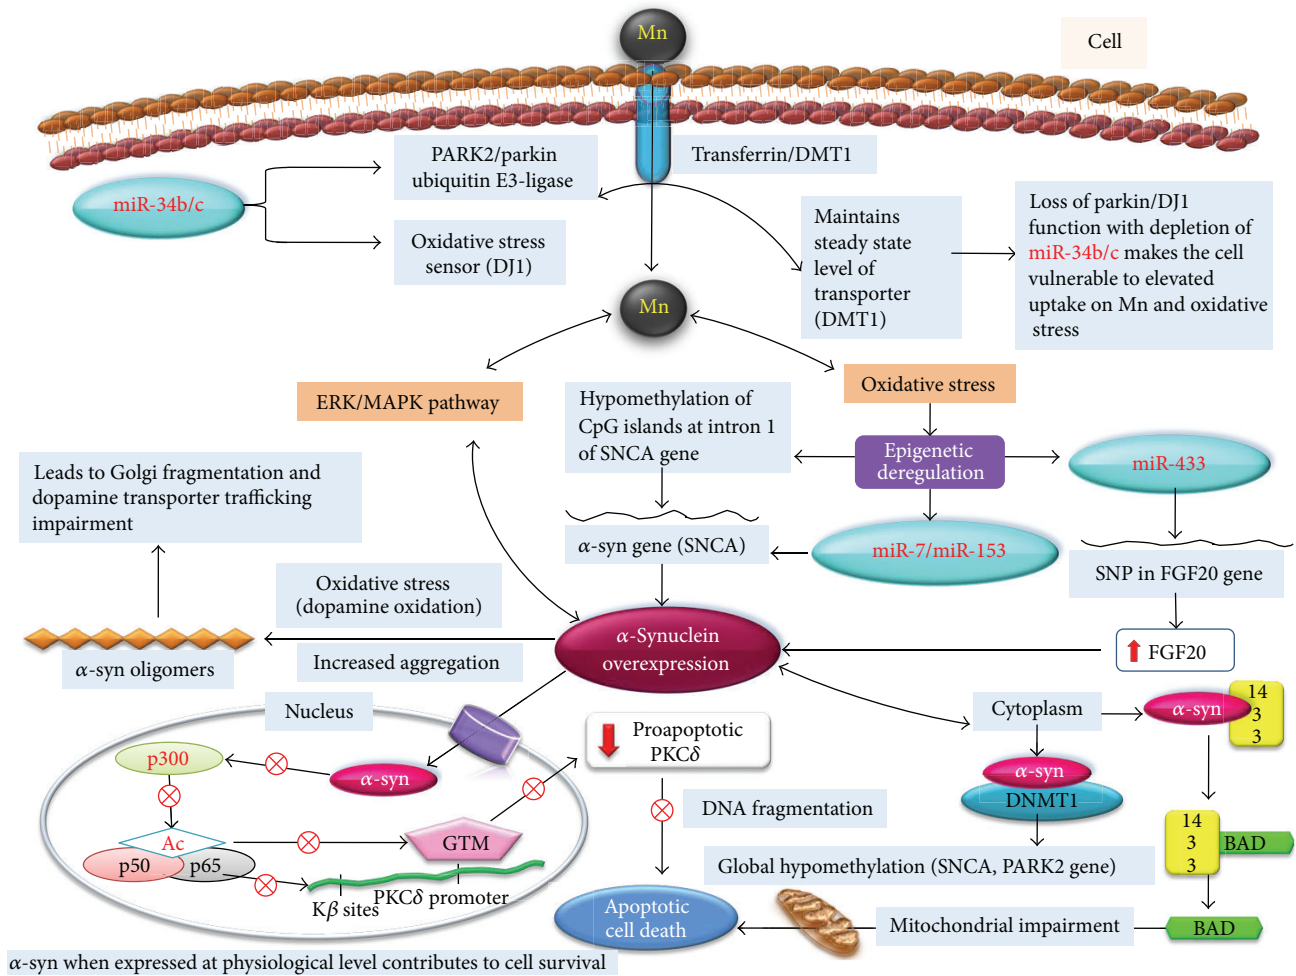 Mn
Cell
PARK2/parkin
ubiquitin E3-ligase
Transferrin/DMT1
miR-34b/c
Oxidative stress
sensor (DJ1)
Maintains
steady state
level of
transporter
(DMT1)
Loss of parkin/DJ1
function with depletion of
miR-34b/c makes the cell
vulnerable to elevated
uptake on Mn and oxidative
stress
Mn
ERK/MAPK pathway
Hypomethylation of
CpG islands at intron 1
of SNCA gene
Oxidative stress
Epigenetic
deregulation
miR-433
Leads to Golgi fragmentation and
dopamine transporter trafficking
impairment
α-syn gene (SNCA)
miR-7/miR-153
SNP in FGF20 gene
Oxidative stress
(dopamine oxidation)
α-Synuclein
overexpression
FGF20
α-syn oligomers
Increased aggregation
Nucleus
Proapoptotic
PKCδ
Cytoplasm
α-syn
14
3
3
p300
α-syn
α-syn
DNMT1
DNA fragmentation
Ac
p50
p65
GTM
14
3
3
BAD
Kβ sites
PKCδ promoter
Global hypomethylation (SNCA, PARK2 gene)
Apoptotic
cell death
Mitochondrial impairment
BAD
α-syn when expressed at physiological level contributes to cell survival